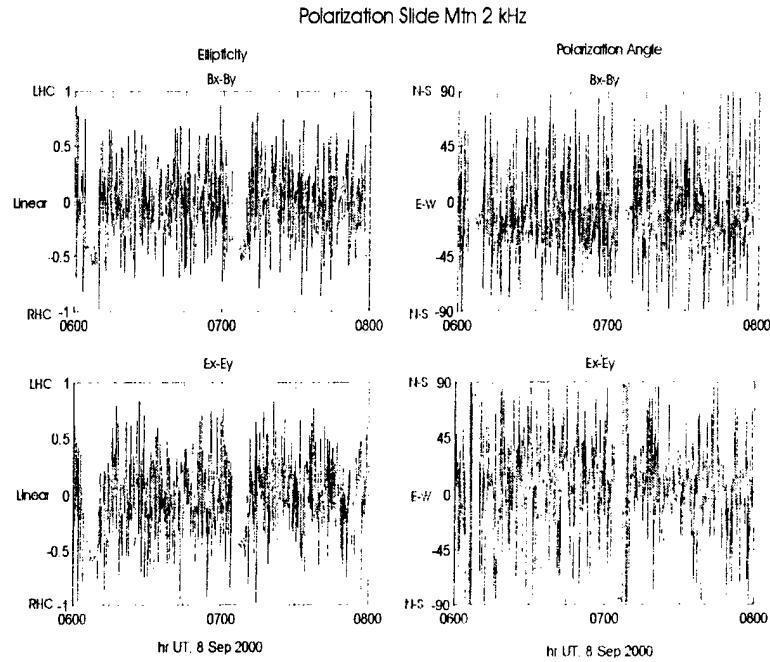 Polarization Slide Mtn 2 kHz
Ellipticity
Polarization Angle
Bx-By
LHC 1
0.5
Linear 0
-0.5
RHC -1
0600 0700 0800
Bx-By
N-S 90
45
E-W 0
-45
N-S -90
0600 0700 0800
Ex-Ey
LHC 1
0.5
Linear 0
-0.5
RHC -1
0600 0700 0800
hr UT, 8 Sep 2000
Ex-Ey
N-S 90
45
E-W 0
-45
N-S -90
0600 0700 0800
hr UT, 8 Sep 2000